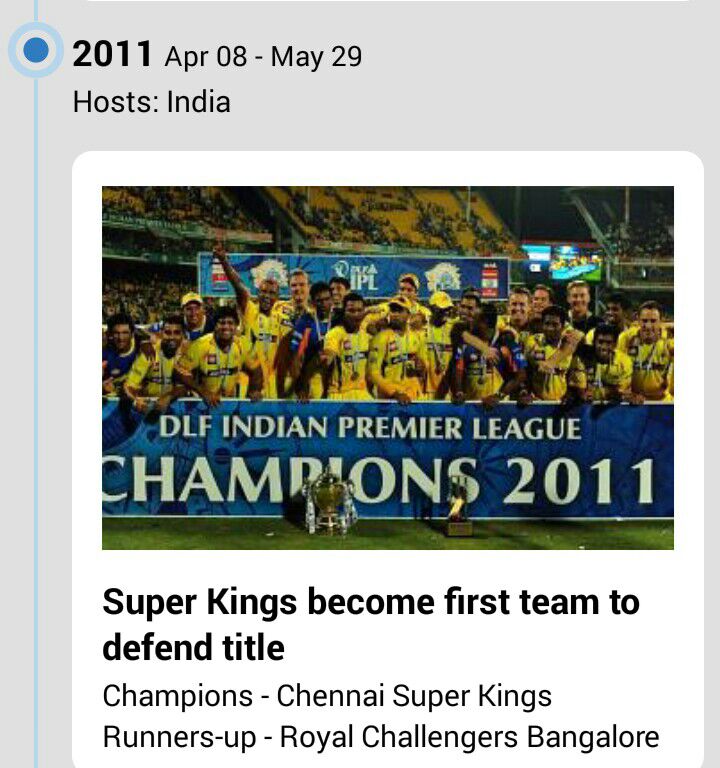 2011 Apr 08 - May 29
Hosts: India
IPL
DLF INDIAN PREMIER LEAGUE
CHAMPIONS 2011
Super Kings become first team to
defend title
Champions - Chennai Super Kings
Runners-up - Royal Challengers Bangalore